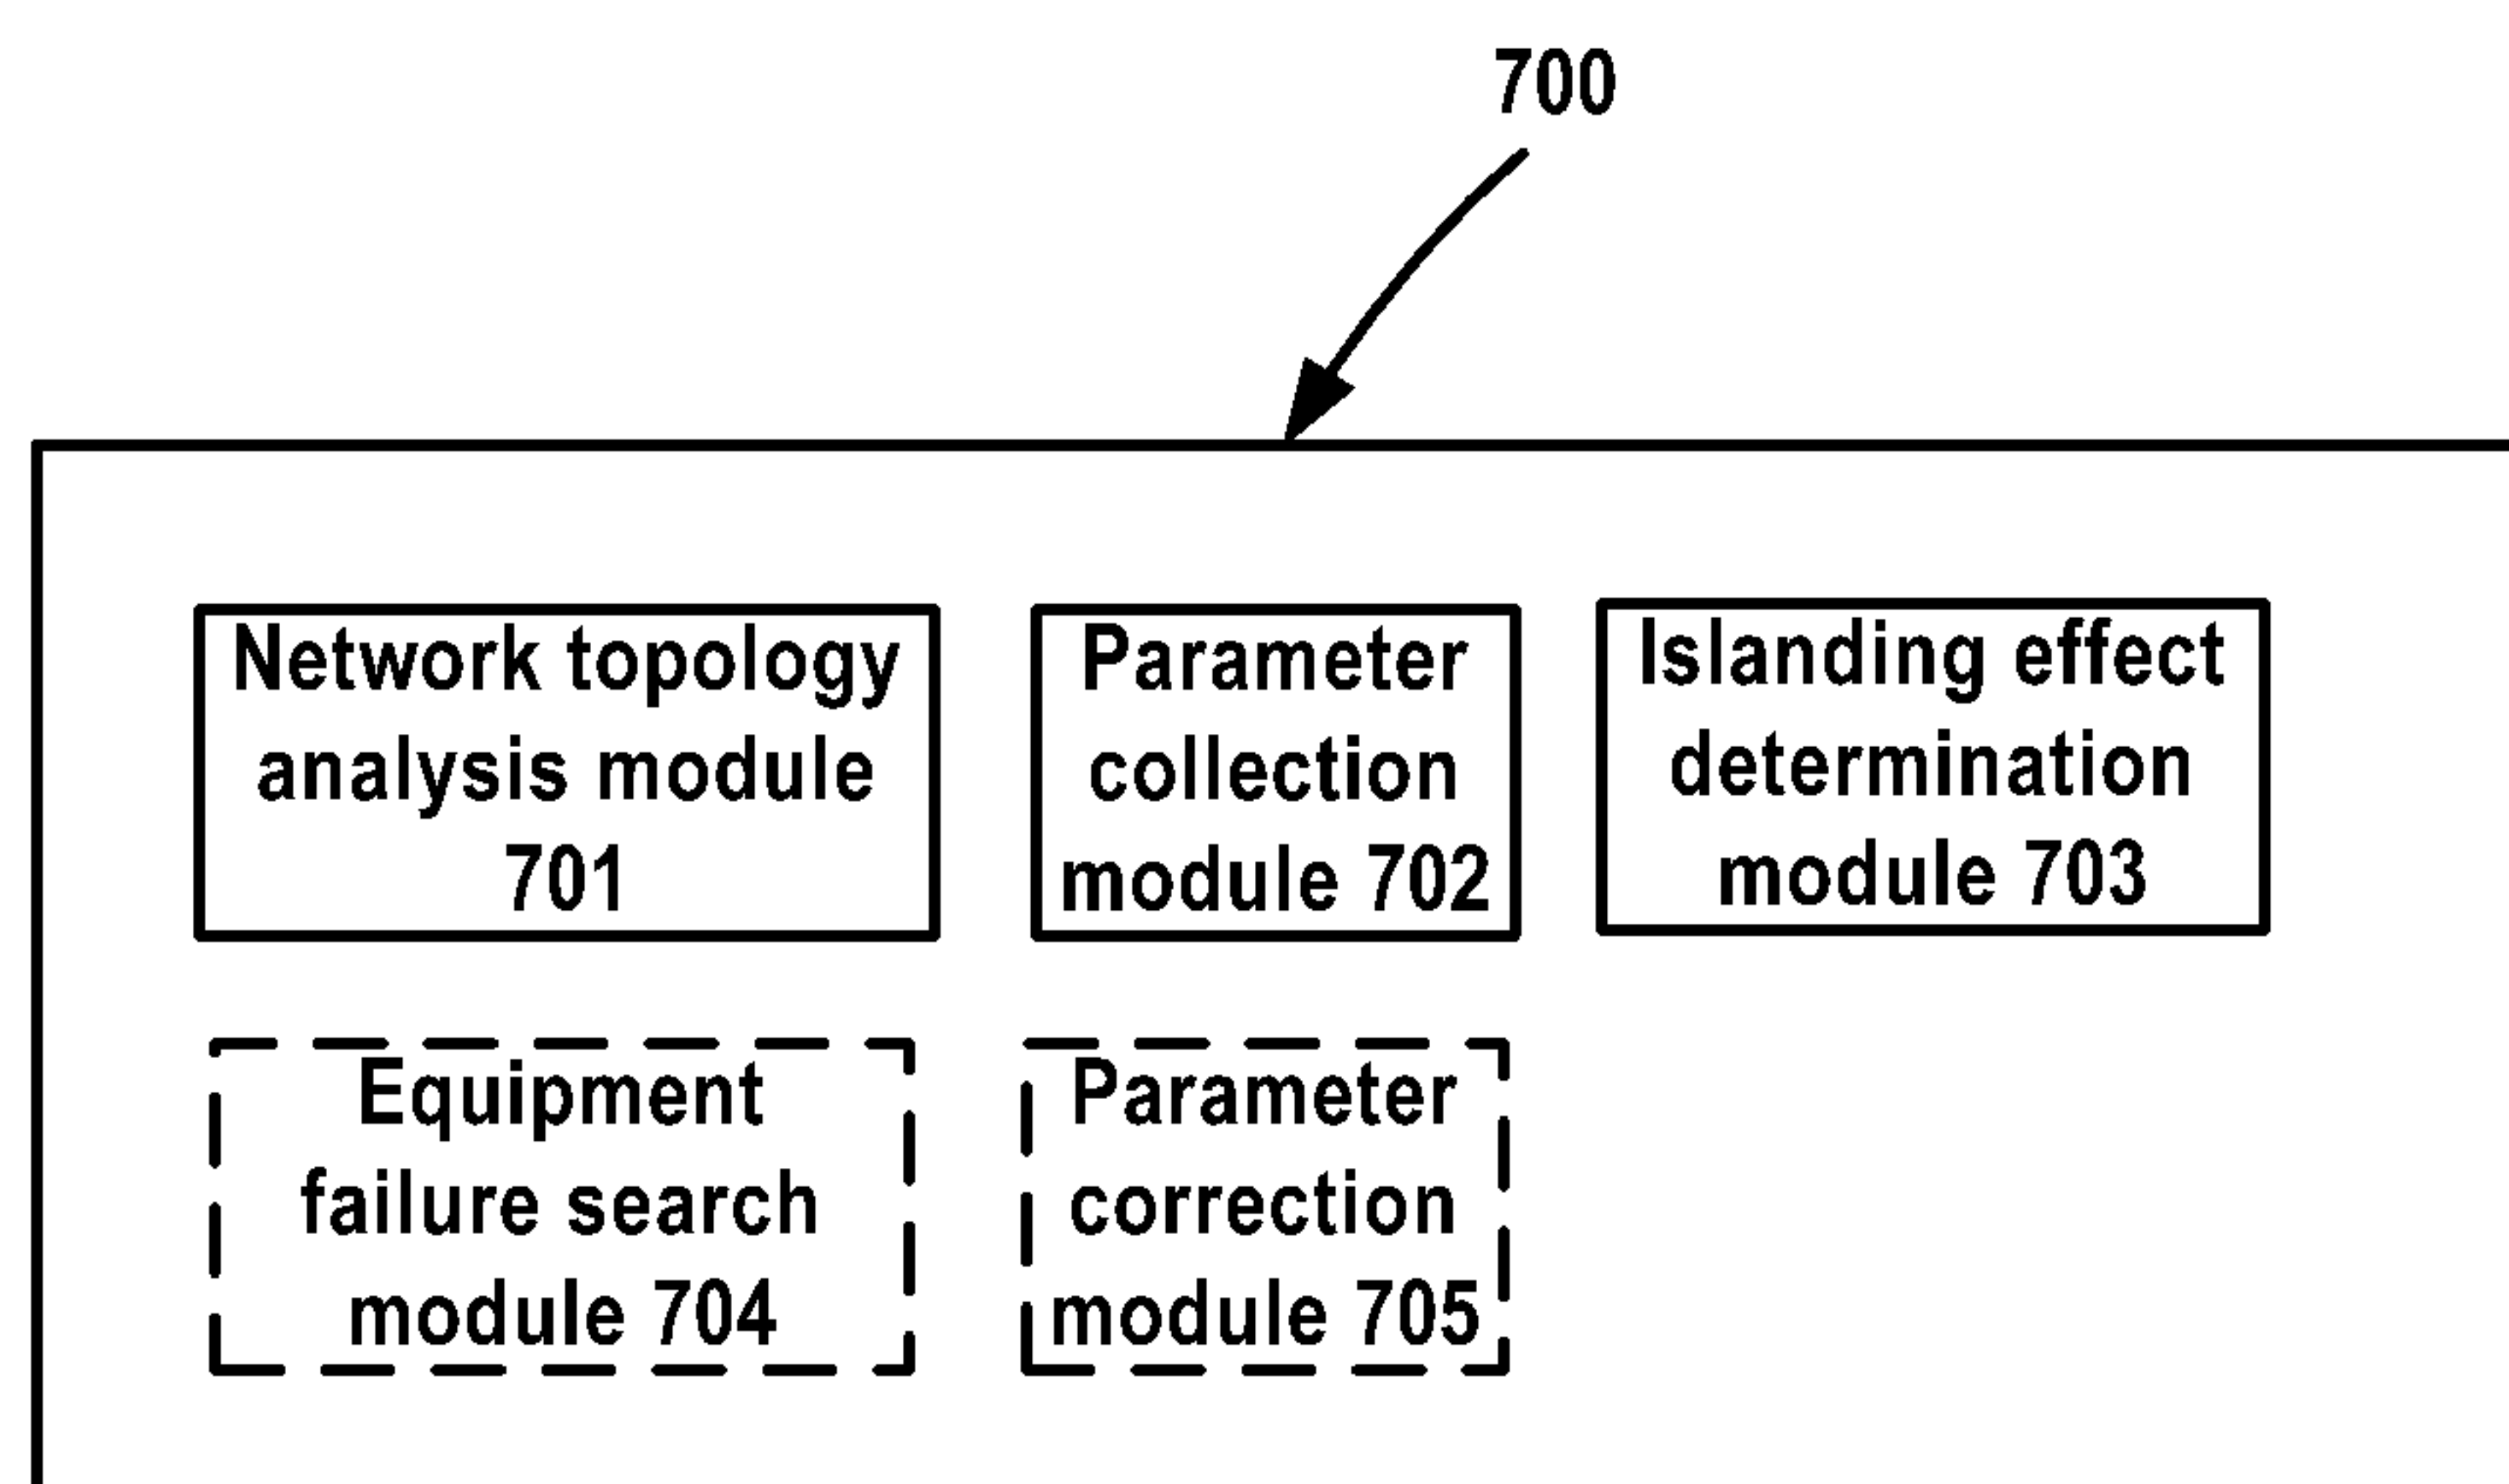 700
Network topology
analysis module
701
Parameter
collection
module 702
Islanding effect
determination
module 703
Equipment
failure search
module 704
Parameter
correction
module 705